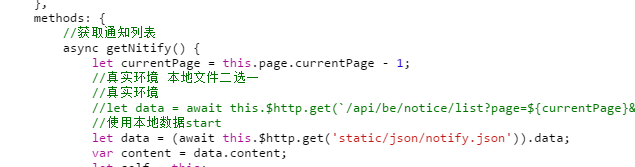 },
methods: {
//获取通知列表
async getNitify() {
let currentPage = this.page.currentPage - 1;
//真实环境 本地文件二选一
//真实环境
//let data = await this.$http.get(`/api/be/notice/list?page=${currentPage}&
//使用本地数据start
let data = (await this.$http.get('static/json/notify.json')).data;
var content = data.content;
let self = this;